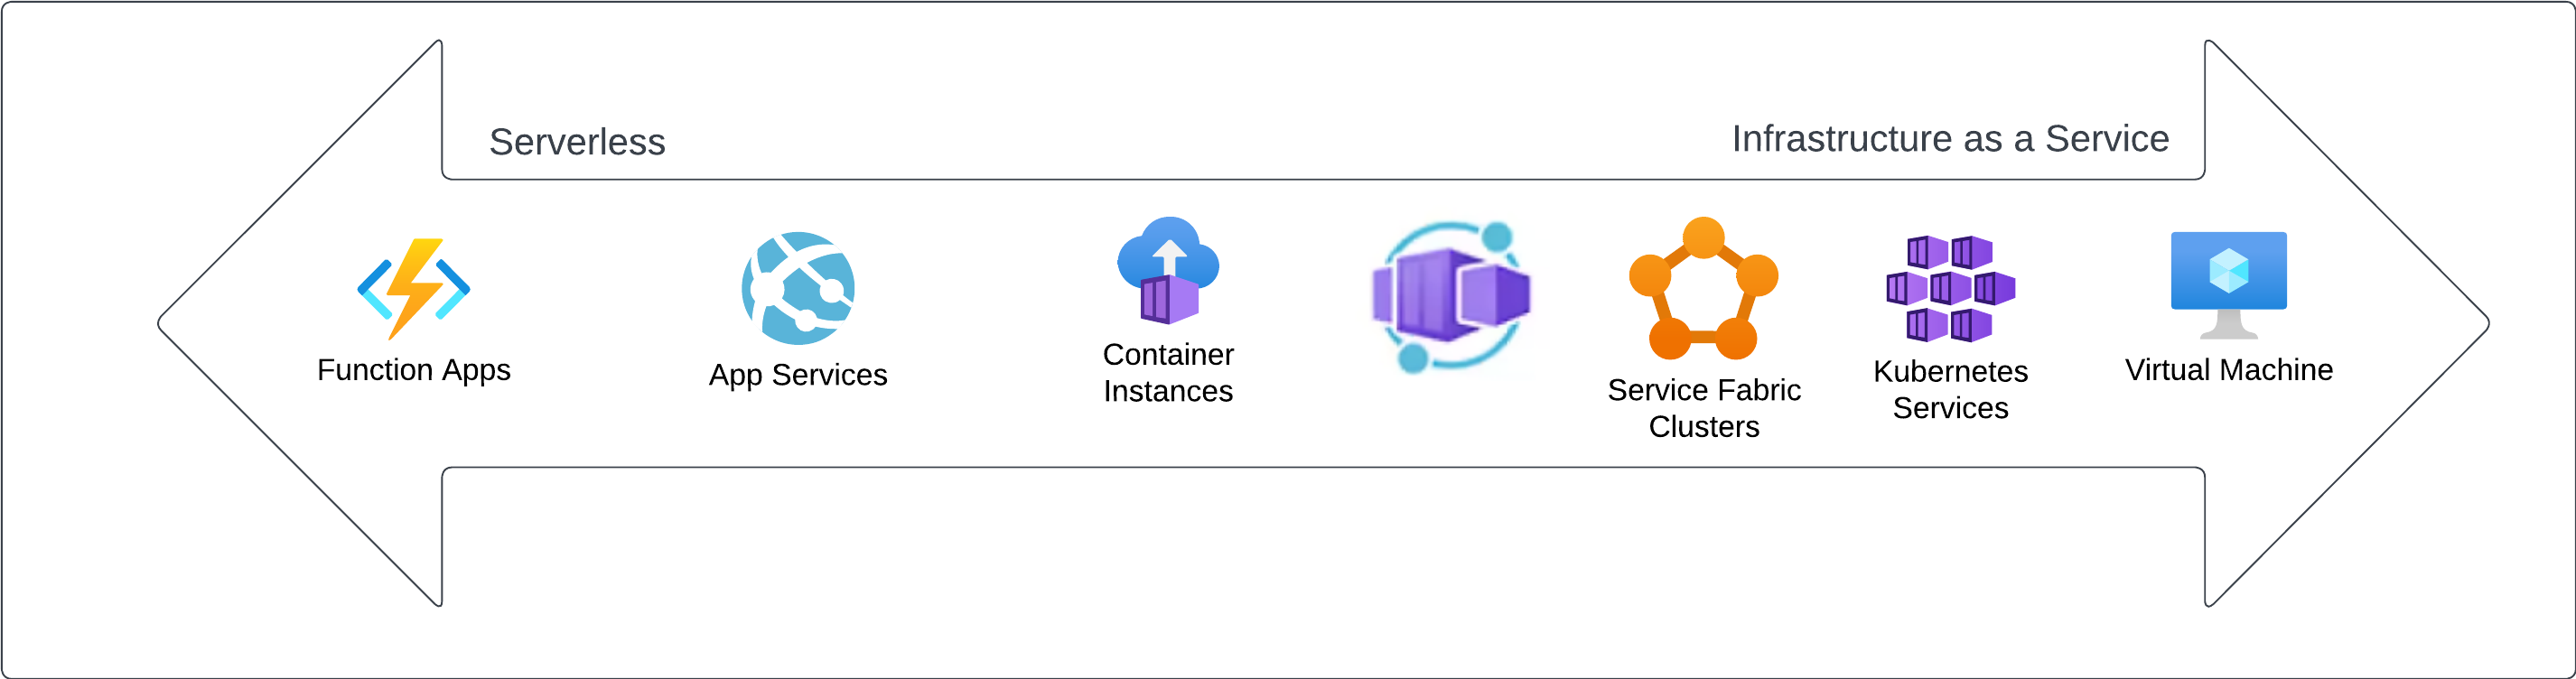 Serverless
Infrastructure as a Service
Function Apps
App Services
Container
Instances
Service Fabric
Clusters
Kubernetes
Services
Virtual Machine